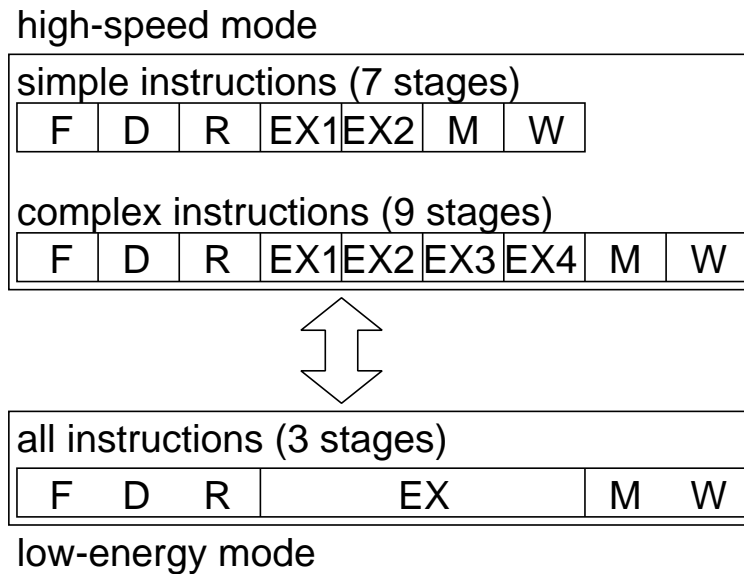 high-speed mode
simple instructions (7 stages)
F D R EX1 EX2 M W
complex instructions (9 stages)
F D R EX1 EX2 EX3 EX4 M W
all instructions (3 stages)
F D R EX M W
low-energy mode